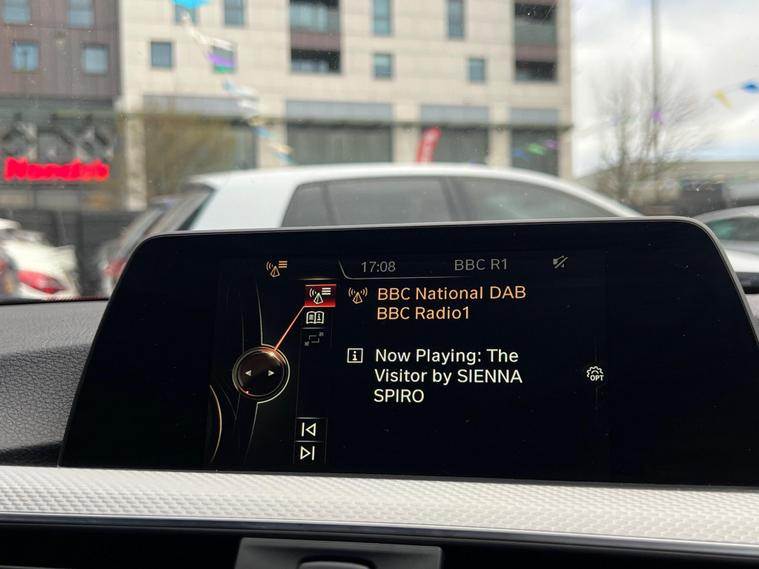 Nando's
17:08
BBC R1
BBC National DAB
BBC Radio1
i
Now Playing: The
Visitor by SIENNA
SPIRO
OPT